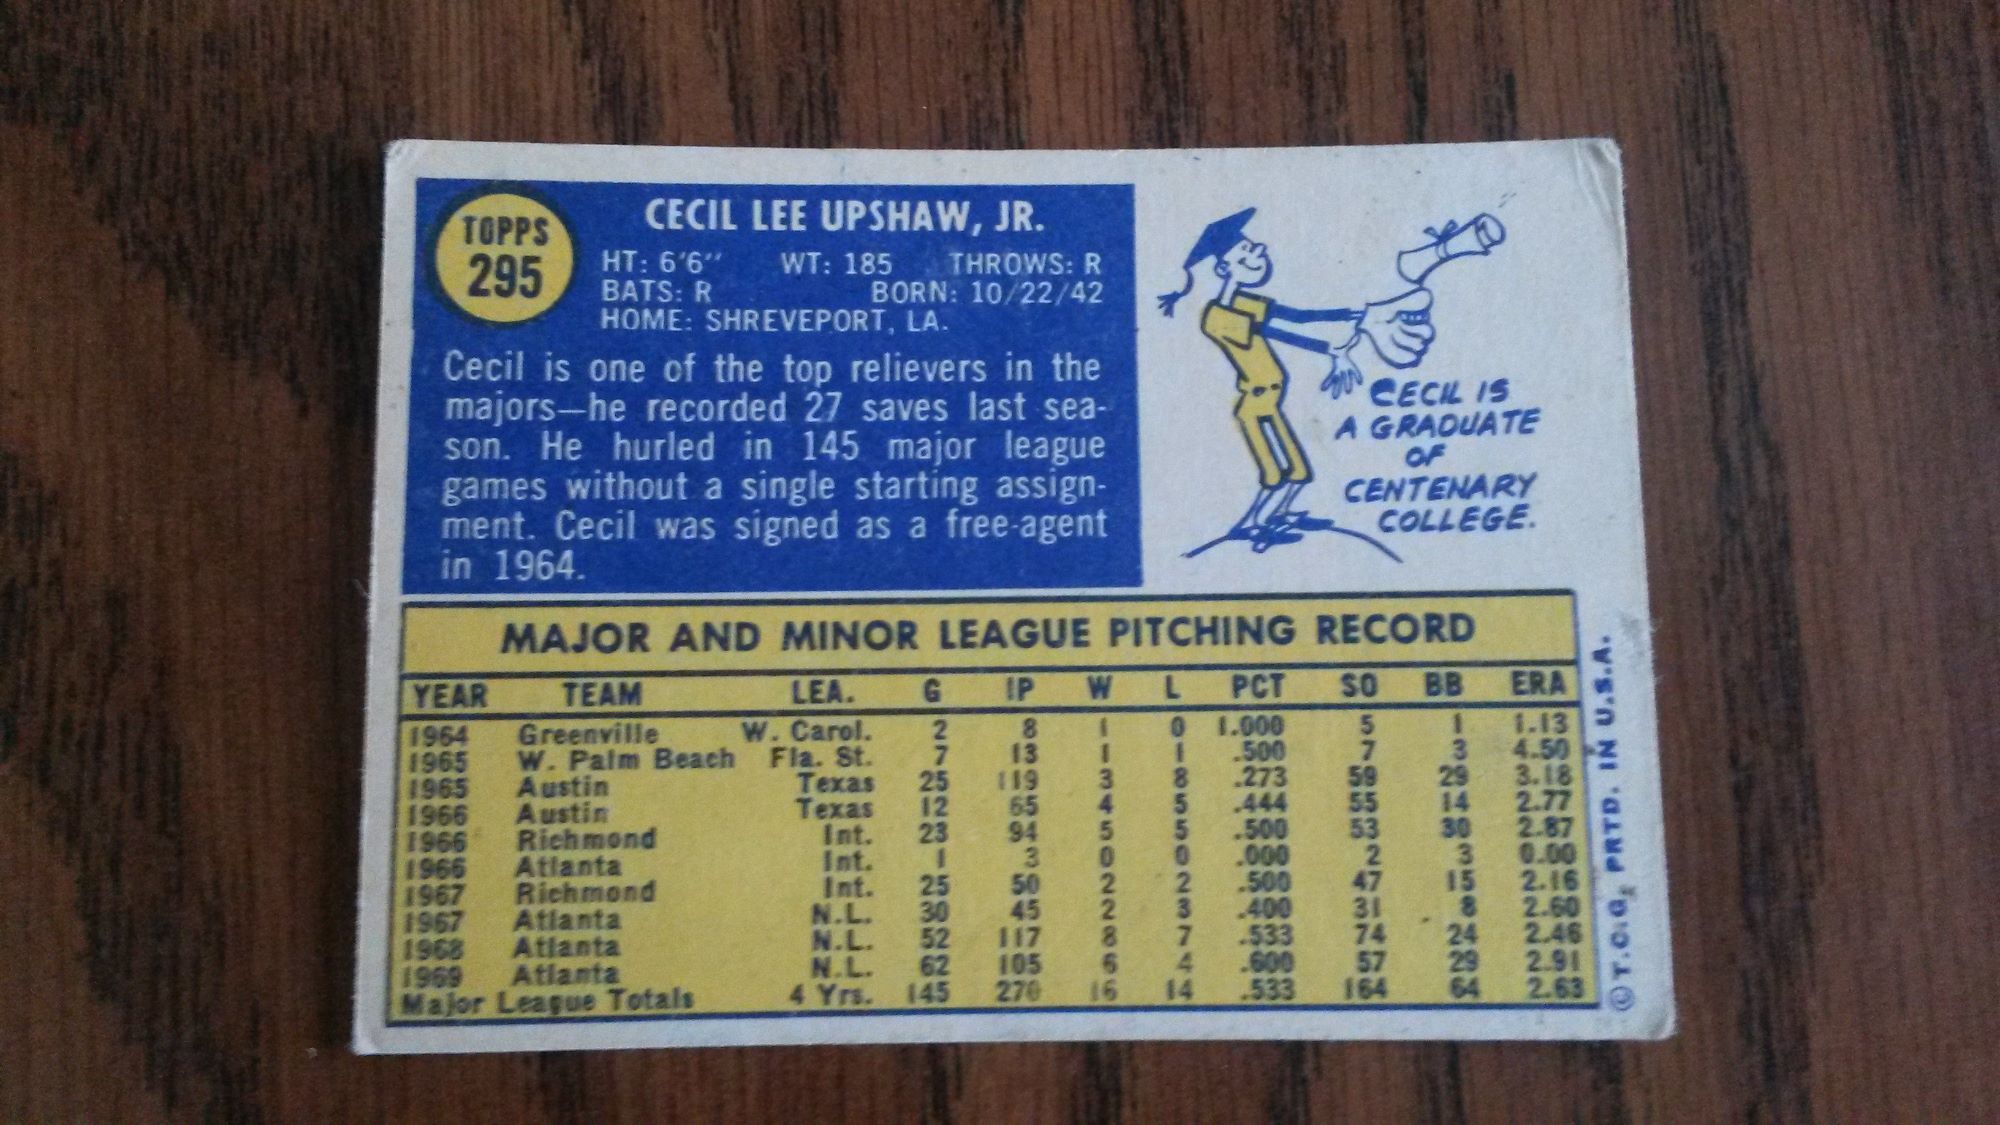 TOPPS
295
CECIL LEE UPSHAW, JR.
HT: 6'6" WT: 185 THROWS: R
BATS: R BORN: 10/22/42
HOME: SHREVEPORT, LA.
Cecil is one of the top relievers in the
majors—he recorded 27 saves last sea-
son. He hurled in 145 major league
games without a single starting assign-
ment. Cecil was signed as a free-agent
in 1964.
CECIL IS
A GRADUATE
OF
CENTENARY
COLLEGE.
MAJOR AND MINOR LEAGUE PITCHING RECORD
YEAR TEAM LEA. G IP W L PCT SO BB ERA
1964 Greenville W. Carol. 2 8 1 0 1.000 5 1 1.13
1965 W. Palm Beach Fla. St. 7 13 1 1 .500 7 3 4.50
1965 Austin Texas 25 119 3 8 .273 59 29 3.18
1966 Austin Texas 12 65 4 5 .444 55 14 2.77
1966 Richmond Int. 23 94 5 5 .500 53 30 2.87
1966 Atlanta Int. 1 3 0 0 .000 2 3 0.00
1967 Richmond Int. 25 50 2 2 .500 47 15 2.16
1967 Atlanta N.L. 30 45 2 3 .400 31 8 2.60
1968 Atlanta N.L. 52 117 8 7 .533 74 24 2.46
1969 Atlanta N.L. 62 105 6 4 .600 57 29 2.91
Major League Totals 4 Yrs. 145 270 16 14 .533 164 64 2.63
© T.C.G. PRTD. IN U.S.A.